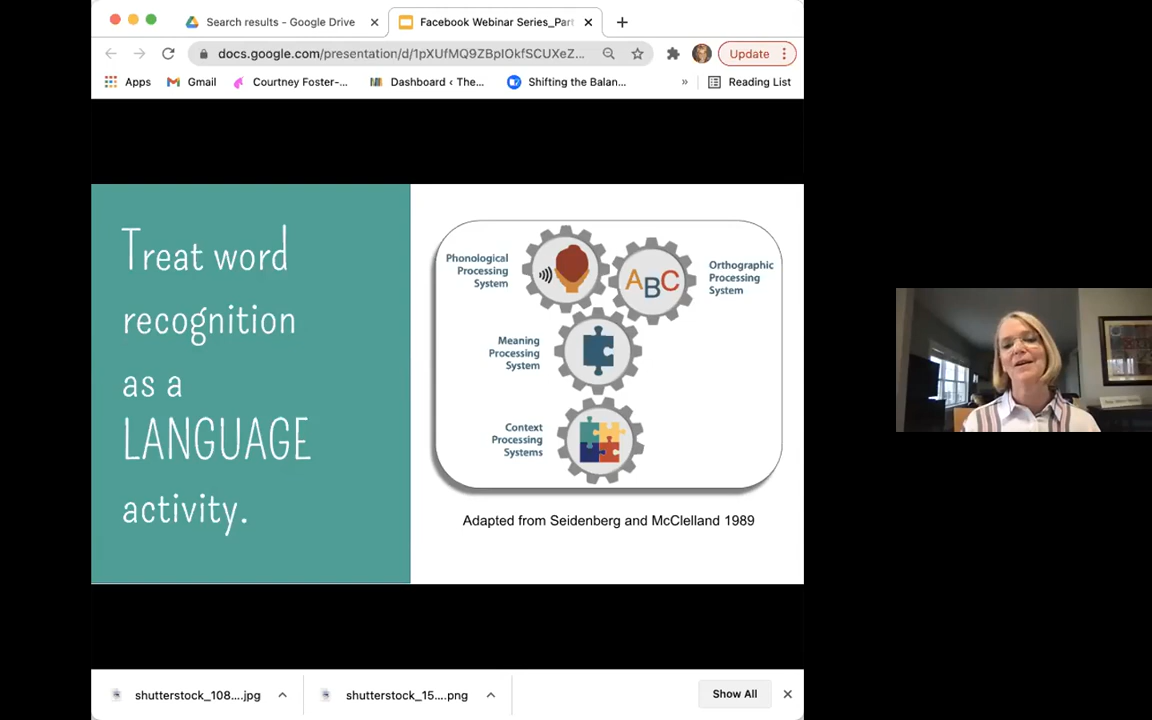 Search results - Google Drive
Facebook Webinar Series_Part
docs.google.com/presentation/d/1pXUfMQ9ZBpIOkfSCUXeZ...
Update
Apps
Gmail
Courtney Foster-...
Dashboard ‹ The...
Shifting the Balan...
»
Reading List
Treat word
recognition
as a
LANGUAGE
activity.
Phonological
Processing
System
ABC
Orthographic
Processing
System
Meaning
Processing
System
Context
Processing
Systems
Adapted from Seidenberg and McClelland 1989
shutterstock_108....jpg
shutterstock_15....png
Show All